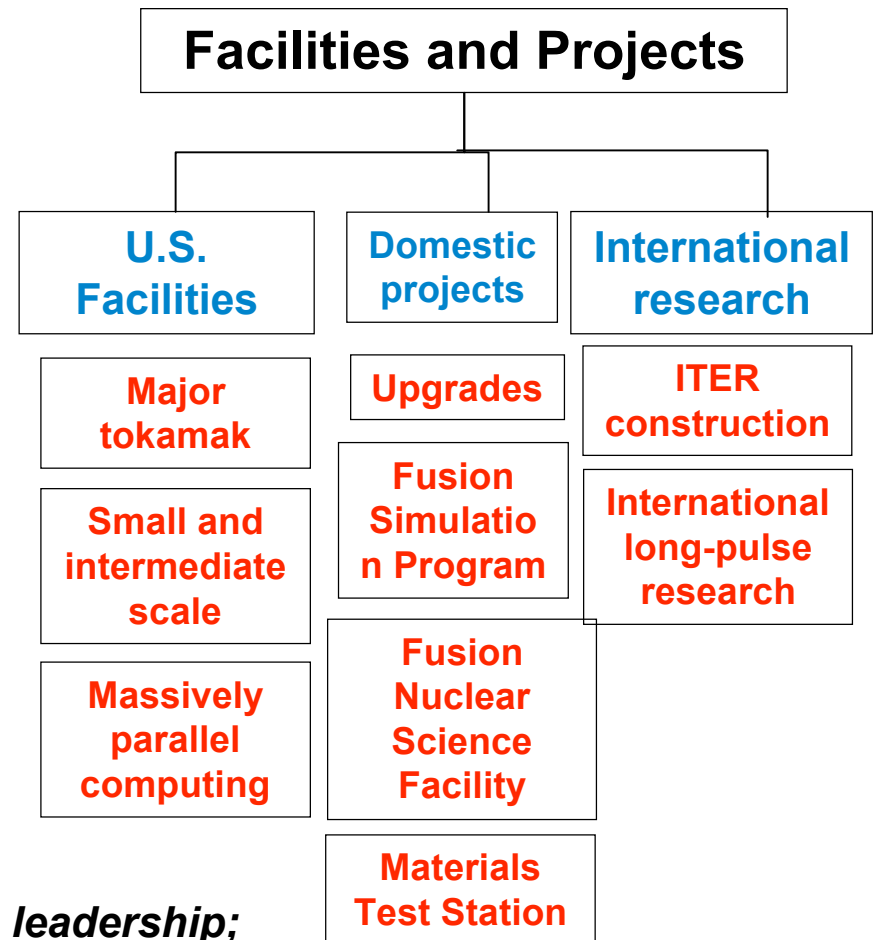 Facilities and Projects
U.S.
Facilities
Major
tokamak
Small and
intermediate
scale
Massively
parallel
computing
Domestic
projects
Upgrades
Fusion
Simulatio
n Program
Fusion
Nuclear
Science
Facility
Materials
Test Station
International
research
ITER
construction
International
long-pulse
research
leadership;